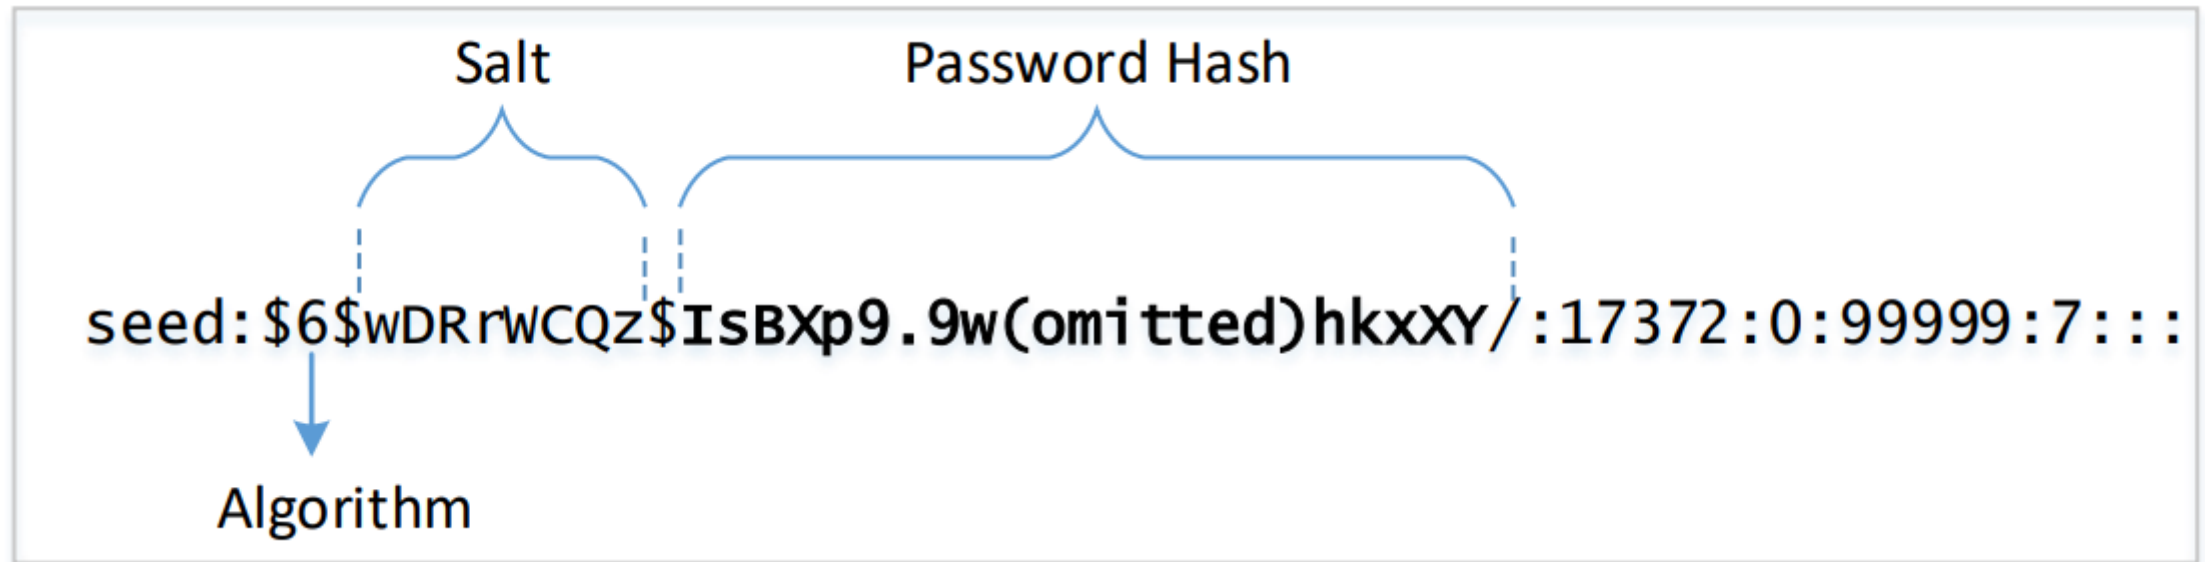 Salt Password Hash
seed:$6$wDRrWCQz$IsBXp9.9w(omitted)hkxXY/:17372:0:99999:7:::
Algorithm